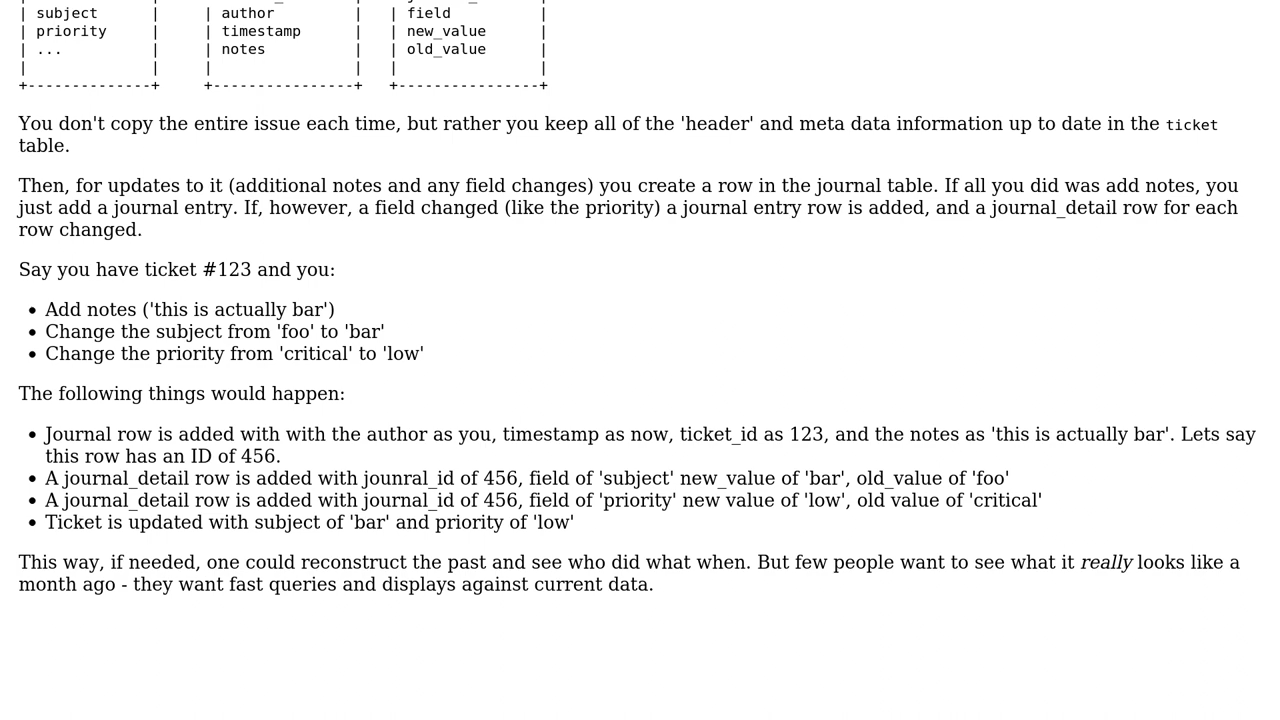 | subject      |     | author         |   | field          |
| priority     |     | timestamp      |   | new_value      |
| ...          |     | notes          |   | old_value      |
|              |     |                |   |                |
+--------------+     +----------------+   +----------------+
You don't copy the entire issue each time, but rather you keep all of the 'header' and meta data information up to date in the ticket
table.
Then, for updates to it (additional notes and any field changes) you create a row in the journal table. If all you did was add notes, you
just add a journal entry. If, however, a field changed (like the priority) a journal entry row is added, and a journal_detail row for each
row changed.
Say you have ticket #123 and you:
• Add notes ('this is actually bar')
• Change the subject from 'foo' to 'bar'
• Change the priority from 'critical' to 'low'
The following things would happen:
• Journal row is added with with the author as you, timestamp as now, ticket_id as 123, and the notes as 'this is actually bar'. Lets say
this row has an ID of 456.
• A journal_detail row is added with jounral_id of 456, field of 'subject' new_value of 'bar', old_value of 'foo'
• A journal_detail row is added with journal_id of 456, field of 'priority' new value of 'low', old value of 'critical'
• Ticket is updated with subject of 'bar' and priority of 'low'
This way, if needed, one could reconstruct the past and see who did what when. But few people want to see what it really looks like a
month ago - they want fast queries and displays against current data.